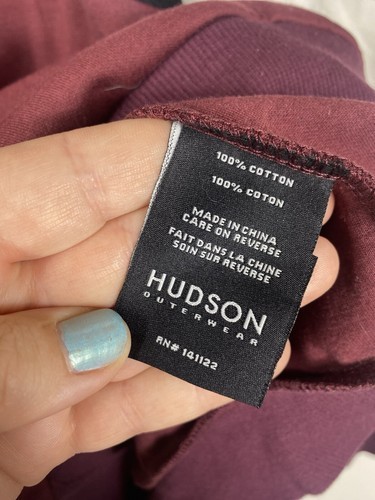 100% COTTON
100% COTON
MADE IN CHINA
CARE ON REVERSE
FAIT DANS LA CHINE
SOIN SUR REVERSE
HUDSON
OUTERWEAR
RN# 141122